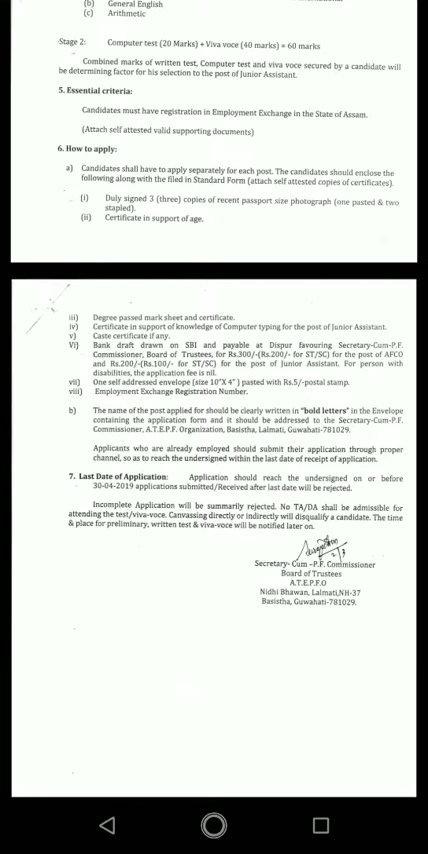 (b) General English
(c) Arithmetic
Stage 2: Computer test (20 Marks) + Viva voce (40 marks) = 60 marks
Combined marks of written test, Computer test and viva voce secured by a candidate will
be determining factor for his selection to the post of Junior Assistant.
5. Essential criteria:
Candidates must have registration in Employment Exchange in the State of Assam.
(Attach self attested valid supporting documents)
6. How to apply:
a) Candidates shall have to apply separately for each post. The candidates should enclose the
following along with the filed in Standard Form (attach self attested copies of certificates).
(i) Duly signed 3 (three) copies of recent passport size photograph (one pasted & two
stapled).
(ii) Certificate in support of age.
iii) Degree passed mark sheet and certificate.
iv) Certificate in support of knowledge of Computer typing for the post of Junior Assistant.
v) Caste certificate if any.
Vi) Bank draft drawn on SBI and payable at Dispur favouring Secretary-Cum-P.F.
Commissioner, Board of Trustees, for Rs.300/-(Rs.200/- for ST/SC) for the post of AFCO
and Rs.200/-(Rs.100/- for ST/SC) for the post of Junior Assistant. For person with
disabilities, the application fee is nil.
vii) One self addressed envelope (size 10"X 4" ) pasted with Rs.5/-postal stamp.
viii) Employment Exchange Registration Number.
b) The name of the post applied for should be clearly written in "bold letters" in the Envelope
containing the application form and it should be addressed to the Secretary-Cum-P.F.
Commissioner, A.T.E.P.F. Organization, Basistha, Lalmati, Guwahati-781029.
Applicants who are already employed should submit their application through proper
channel, so as to reach the undersigned within the last date of receipt of application.
7. Last Date of Application: Application should reach the undersigned on or before
30-04-2019 applications submitted/Received after last date will be rejected.
Incomplete Application will be summarily rejected. No TA/DA shall be admissible for
attending the test/viva-voce. Canvassing directly or indirectly will disqualify a candidate. The time
& place for preliminary, written test & viva-voce will be notified later on.
2/3
Secretary- Cum -P.F. Commissioner
Board of Trustees
A.T.E.P.F.O
Nidhi Bhawan, Lalmati,NH-37
Basistha, Guwahati-781029.